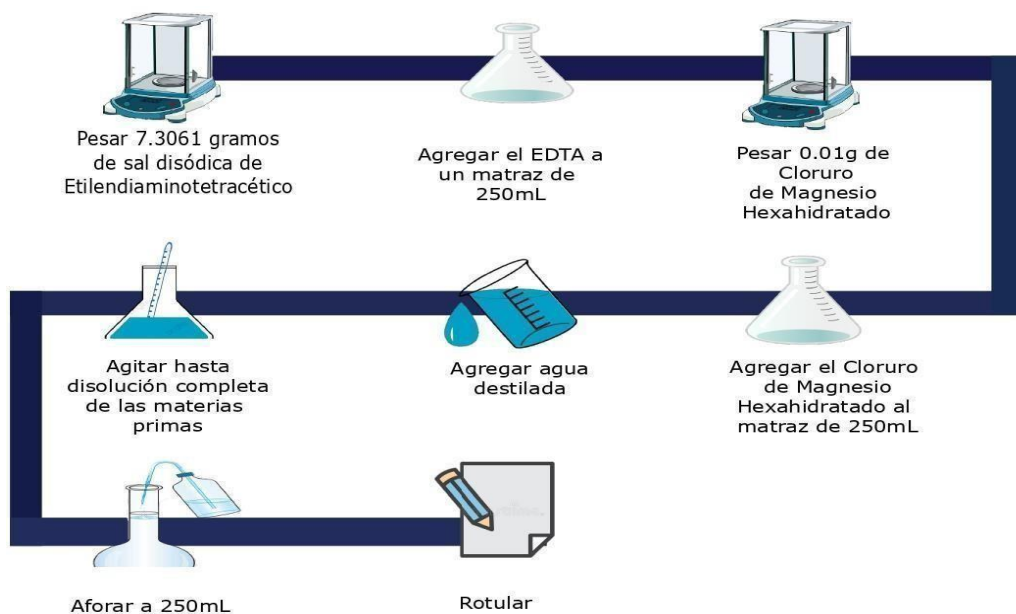 Pesar 7.3061 gramos
de sal disódica de
Etilendiaminotetracético
Agregar el EDTA a
un matraz de
250mL
Pesar 0.01g de
Cloruro
de Magnesio
Hexahidratado
Agitar hasta
disolución completa
de las materias
primas
Agregar agua
destilada
Agregar el Cloruro
de Magnesio
Hexahidratado al
matraz de 250mL
Aforar a 250mL
Rotular